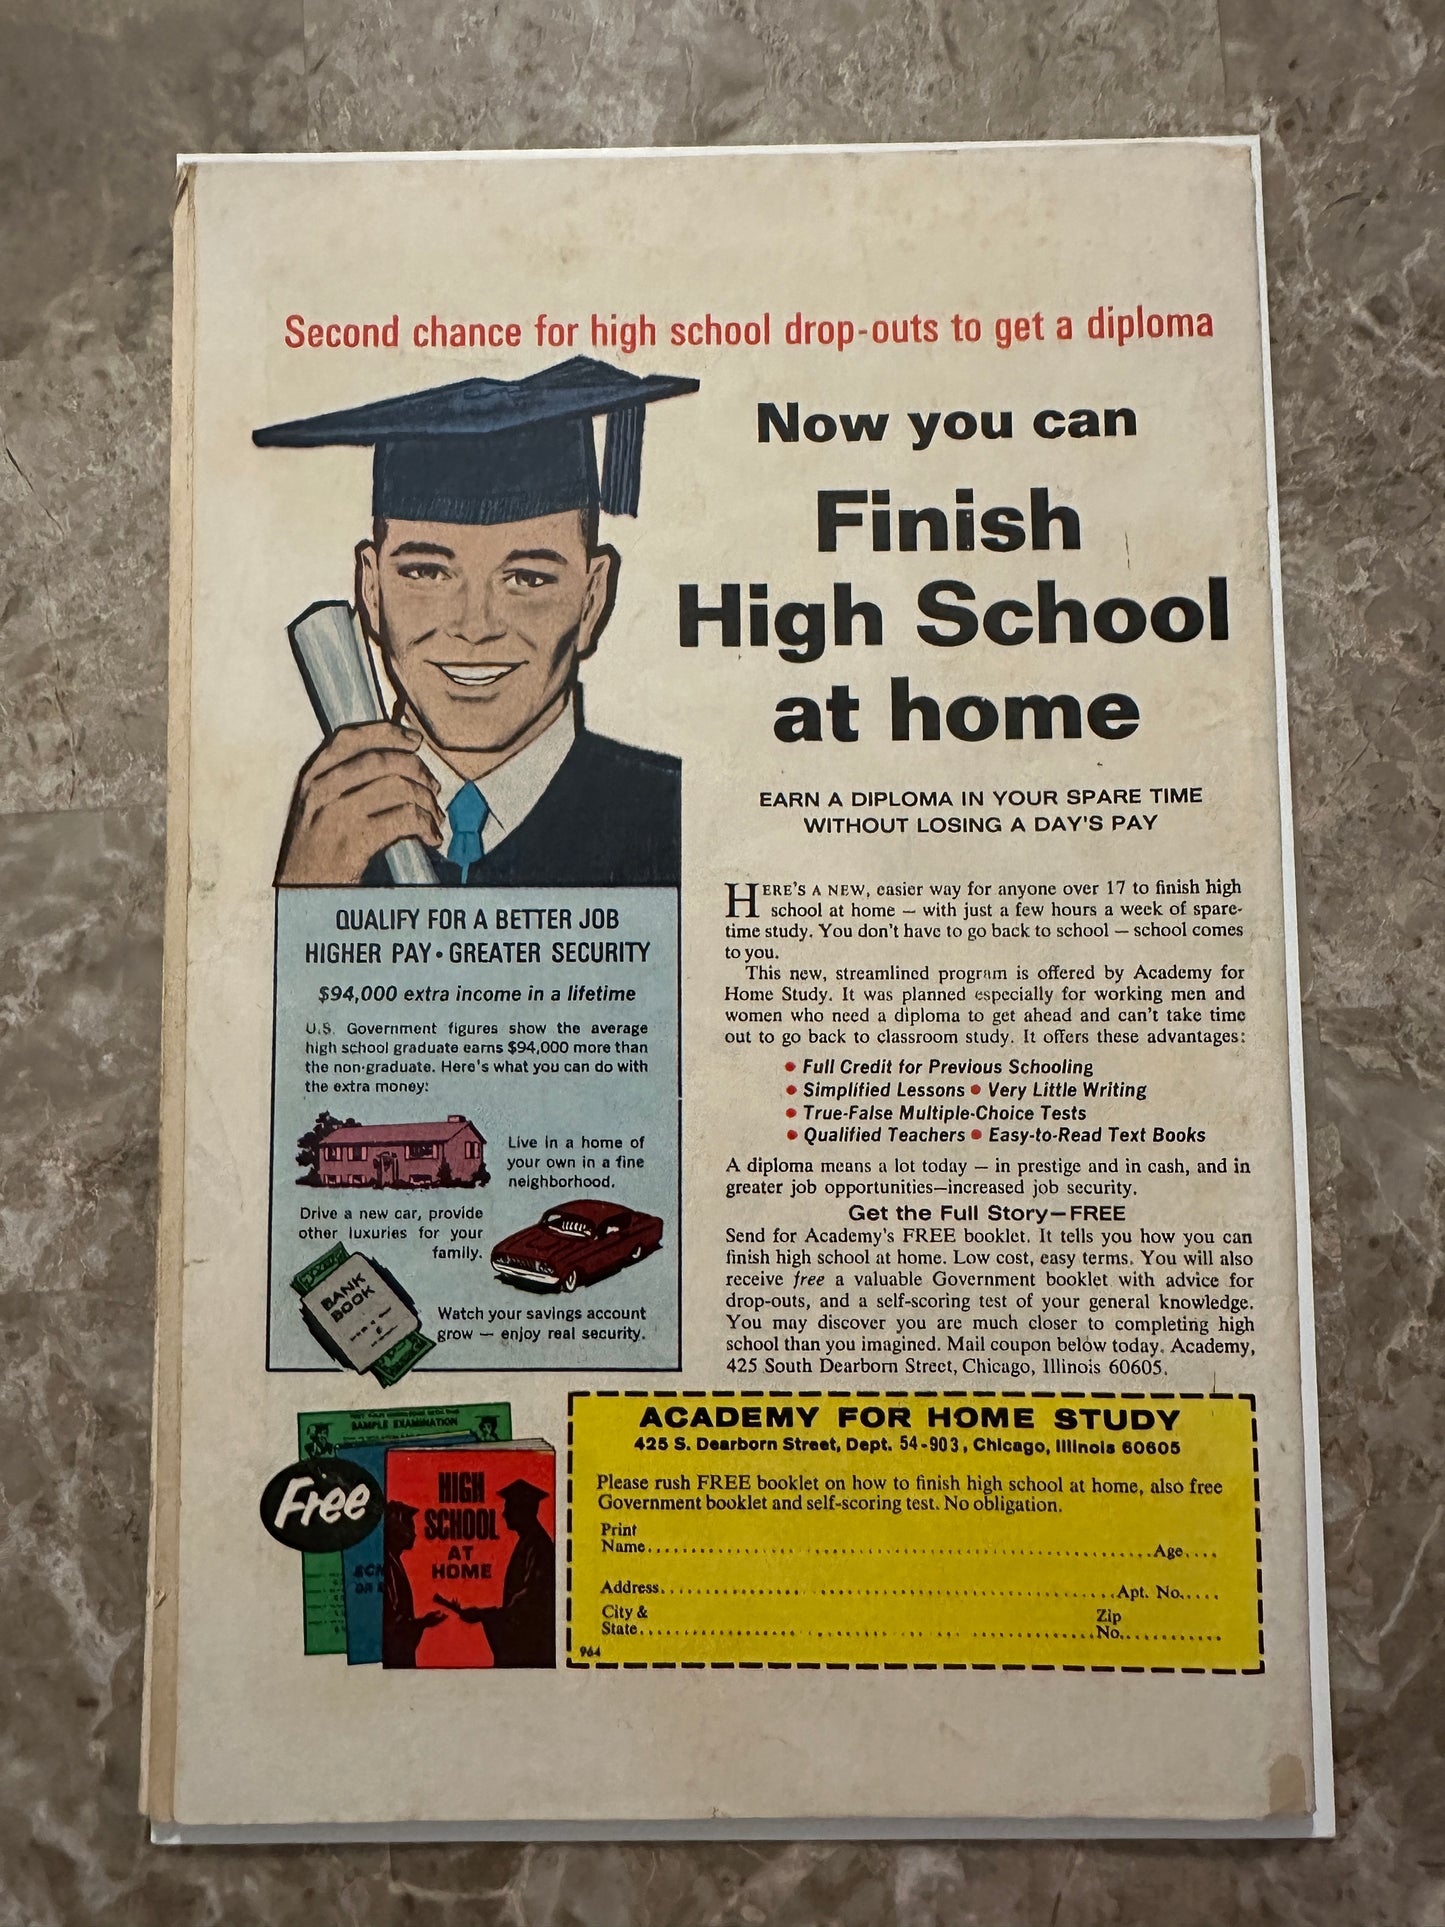 Second chance for high school drop-outs to get a diploma
Now you can
Finish
High School
at home
EARN A DIPLOMA IN YOUR SPARE TIME
WITHOUT LOSING A DAY'S PAY
HERE'S A NEW, easier way for anyone over 17 to finish high
school at home — with just a few hours a week of spare-
time study. You don't have to go back to school — school comes
to you.
This new, streamlined program is offered by Academy for
Home Study. It was planned especially for working men and
women who need a diploma to get ahead and can't take time
out to go back to classroom study. It offers these advantages:
• Full Credit for Previous Schooling
• Simplified Lessons • Very Little Writing
• True-False Multiple-Choice Tests
• Qualified Teachers • Easy-to-Read Text Books
A diploma means a lot today — in prestige and in cash, and in
greater job opportunities—increased job security.
Get the Full Story—FREE
Send for Academy's FREE booklet. It tells you how you can
finish high school at home. Low cost, easy terms. You will also
receive free a valuable Government booklet with advice for
drop-outs, and a self-scoring test of your general knowledge.
You may discover you are much closer to completing high
school than you imagined. Mail coupon below today. Academy,
425 South Dearborn Street, Chicago, Illinois 60605.
QUALIFY FOR A BETTER JOB
HIGHER PAY • GREATER SECURITY
$94,000 extra income in a lifetime
U.S. Government figures show the average
high school graduate earns $94,000 more than
the non-graduate. Here's what you can do with
the extra money:
Live in a home of
your own in a fine
neighborhood.
Drive a new car, provide
other luxuries for your
family.
BANK
BOOK
Watch your savings account
grow — enjoy real security.
SAMPLE EXAMINATION
Free
HIGH
SCHOOL
AT
HOME
ACADEMY FOR HOME STUDY
425 S. Dearborn Street, Dept. 54-903, Chicago, Illinois 60605
Please rush FREE booklet on how to finish high school at home, also free
Government booklet and self-scoring test. No obligation.
Print
Name..........Age....
Address..........Apt. No.....
City & Zip
State..........No..........
964